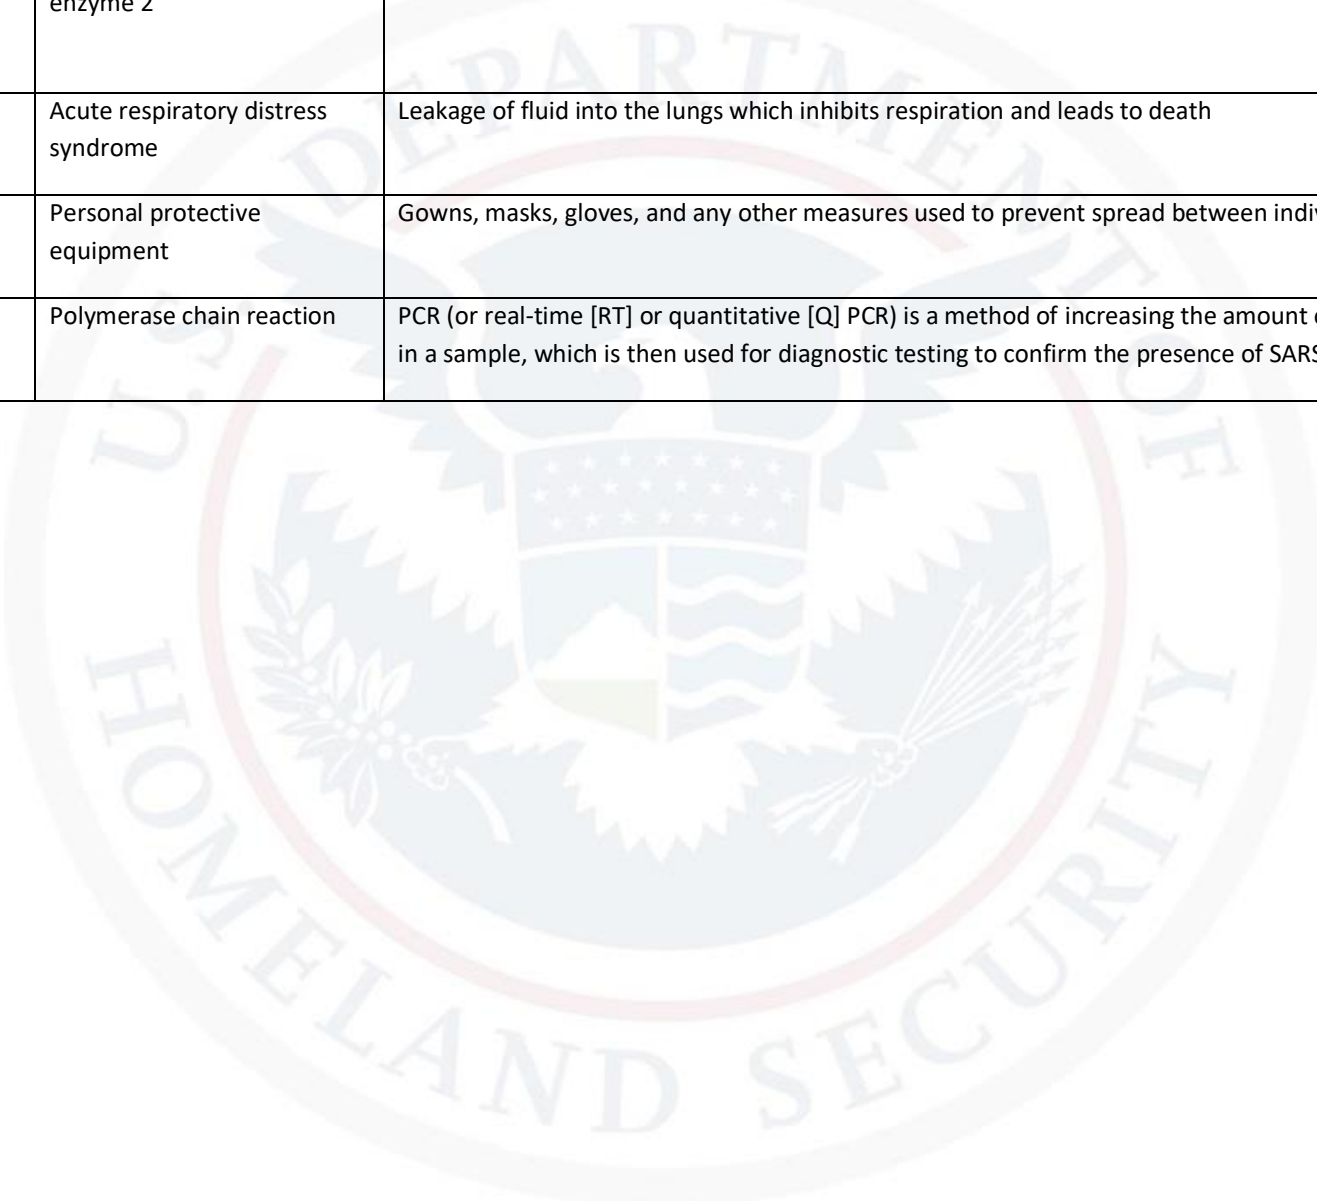 enzyme 2
Acute respiratory distress
syndrome
Leakage of fluid into the lungs which inhibits respiration and leads to death
Personal protective
equipment
Gowns, masks, gloves, and any other measures used to prevent spread between
Polymerase chain reaction
PCR (or real-time [RT] or quantitative [Q] PCR) is a method of increasing the amount
in a sample, which is then used for diagnostic testing to confirm the presence of SARS
U.S. DEPARTMENT OF
HOMELAND SECURITY